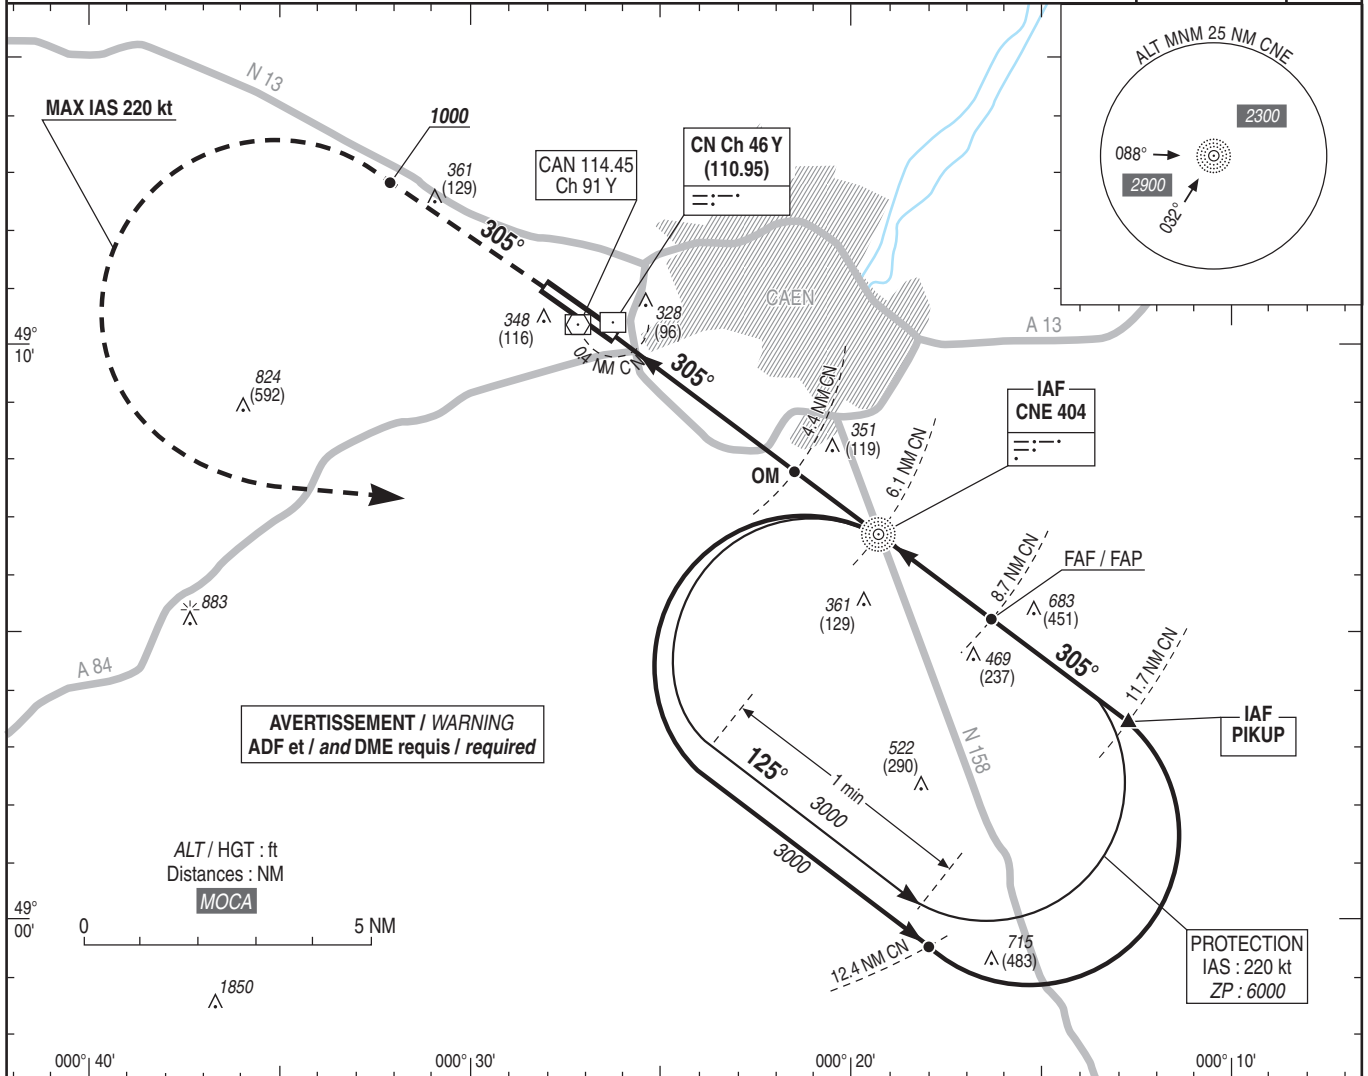 ALT MNM 25 NM CNE
2300
088°
2900
032°
N 13
MAX IAS 220 kt
1000
361
(129)
CAN 114.45
Ch 91 Y
CN Ch 46 Y
(110.95)
305°
348
(116)
328
(96)
CAEN
A 13
49°
10'
0.4 NM CN
305°
824
(592)
4.4 NM CN
IAF
CNE 404
351
(119)
OM
6.1 NM CN
8.7 NM CN
FAF / FAP
883
361
(129)
683
(451)
469
(237)
305°
11.7 NM CN
A 84
AVERTISSEMENT / WARNING
ADF et / and DME requis / required
IAF
PIKUP
522
(290)
N 158
125°
1 min
3000
3000
ALT / HGT : ft
Distances : NM
MOCA
49°
00'
0
5 NM
12.4 NM CN
715
(483)
PROTECTION
IAS : 220 kt
ZP : 6000
1850
000° 40'
000° 30'
000° 20'
000° 10'